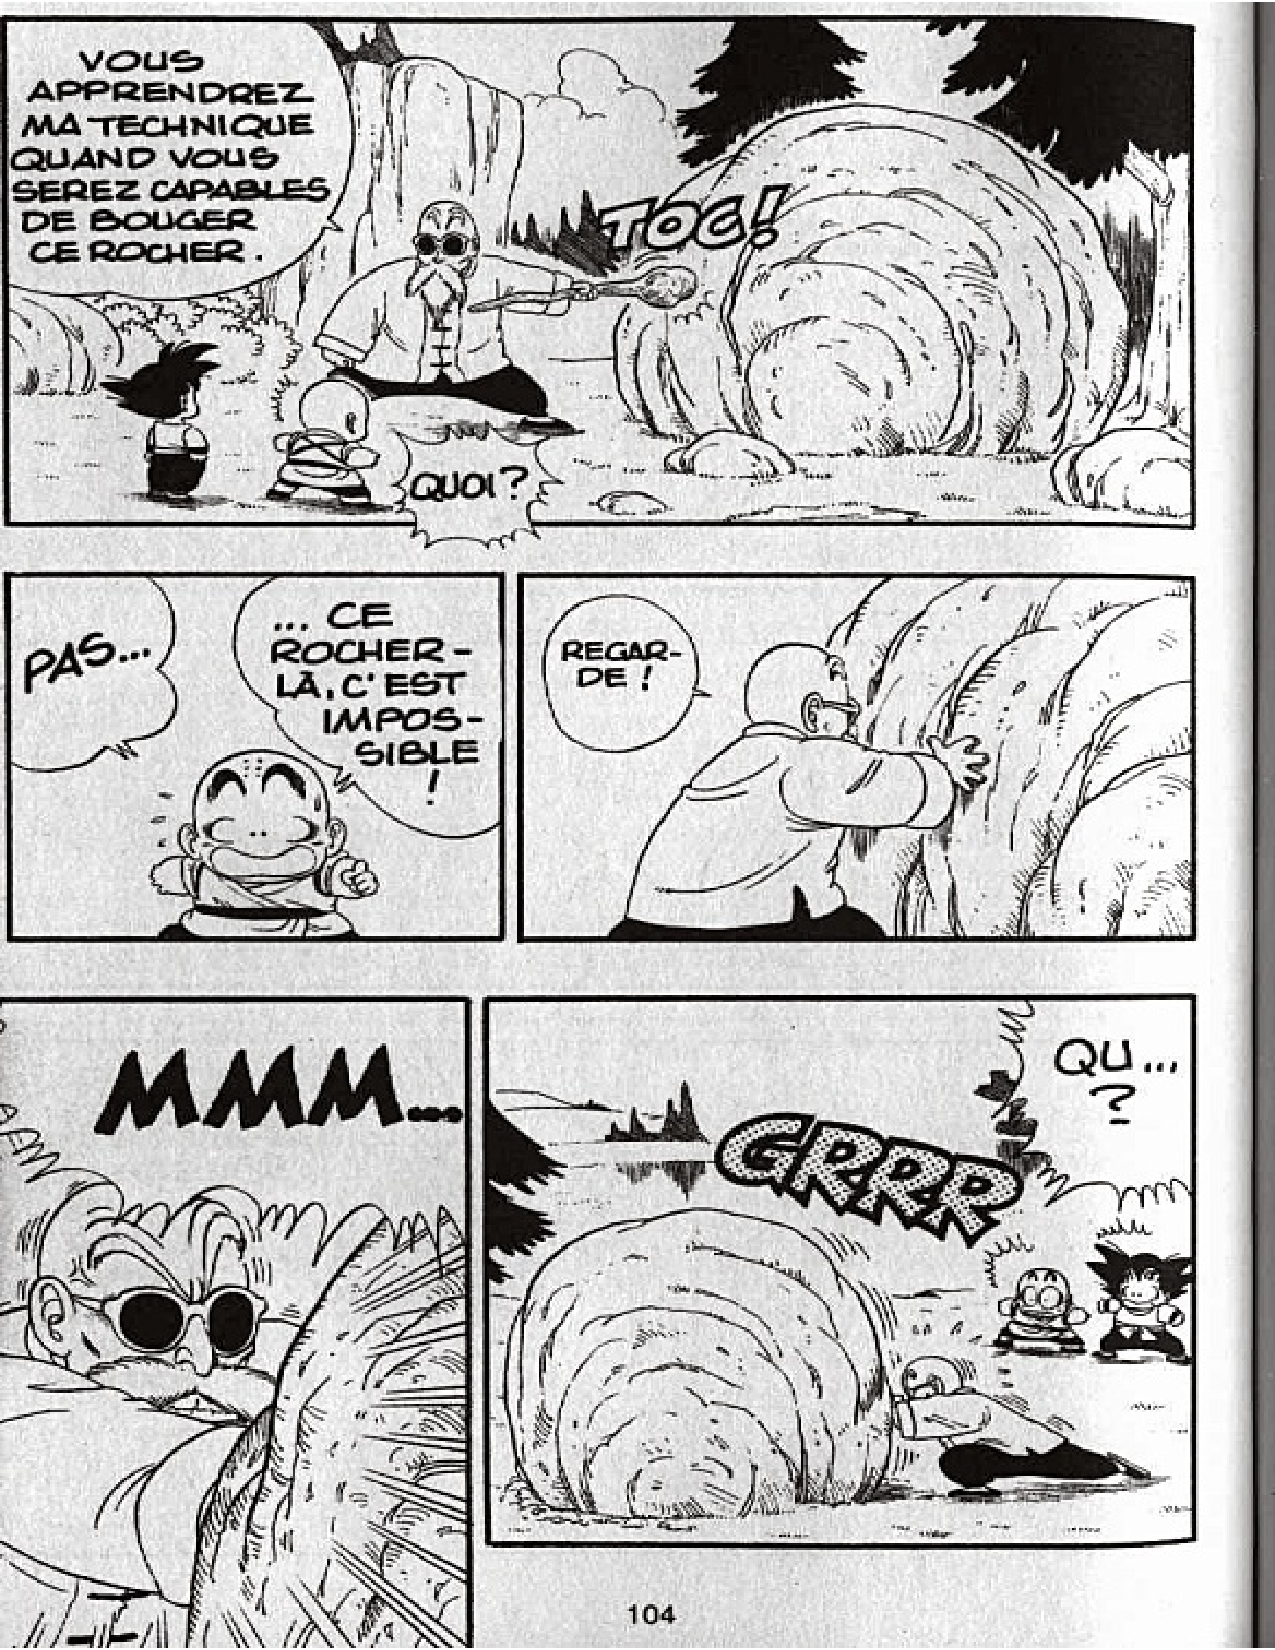 VOUS
APPRENDREZ
MA TECHNIQUE
QUAND VOUS
SEREZ CAPABLES
DE BOUGER
CE ROCHER.
TOC!
QUOI?
PAS...
... CE
ROCHER-
LÀ, C'EST
IMPOS-
SIBLE
!
REGAR-
DE!
MMM...
GRRR
QU...
?
104